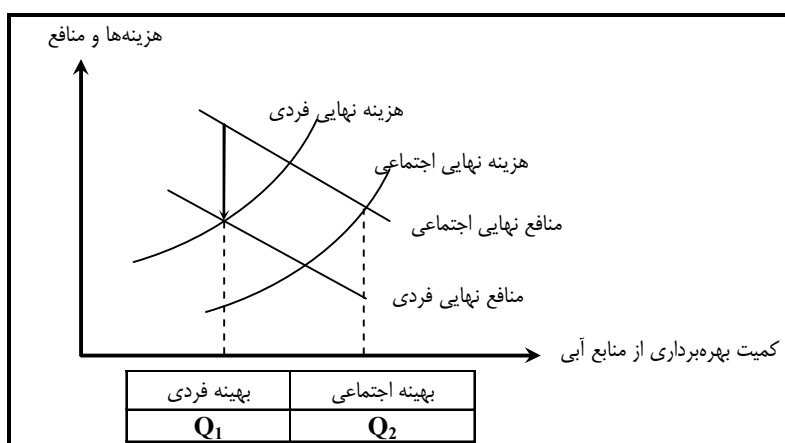 هزینه‌ها و منافع
هزینه نهایی فردی
هزینه نهایی اجتماعی
منافع نهایی اجتماعی
منافع نهایی فردی
کمیت بهره‌برداری از منابع آبی
بهینه فردی
بهینه اجتماعی
Q₁
Q₂